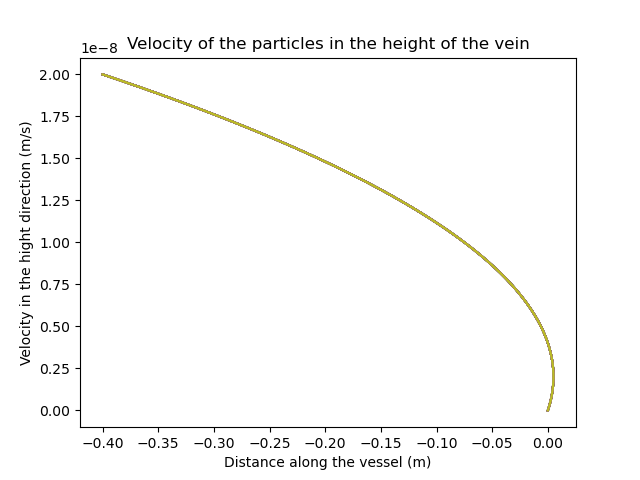 Velocity of the particles in the height of the vein
1e−8
2.00
1.75
1.50
1.25
1.00
0.75
0.50
0.25
0.00
Velocity in the hight direction (m/s)
−0.40 −0.35 −0.30 −0.25 −0.20 −0.15 −0.10 −0.05 0.00
Distance along the vessel (m)